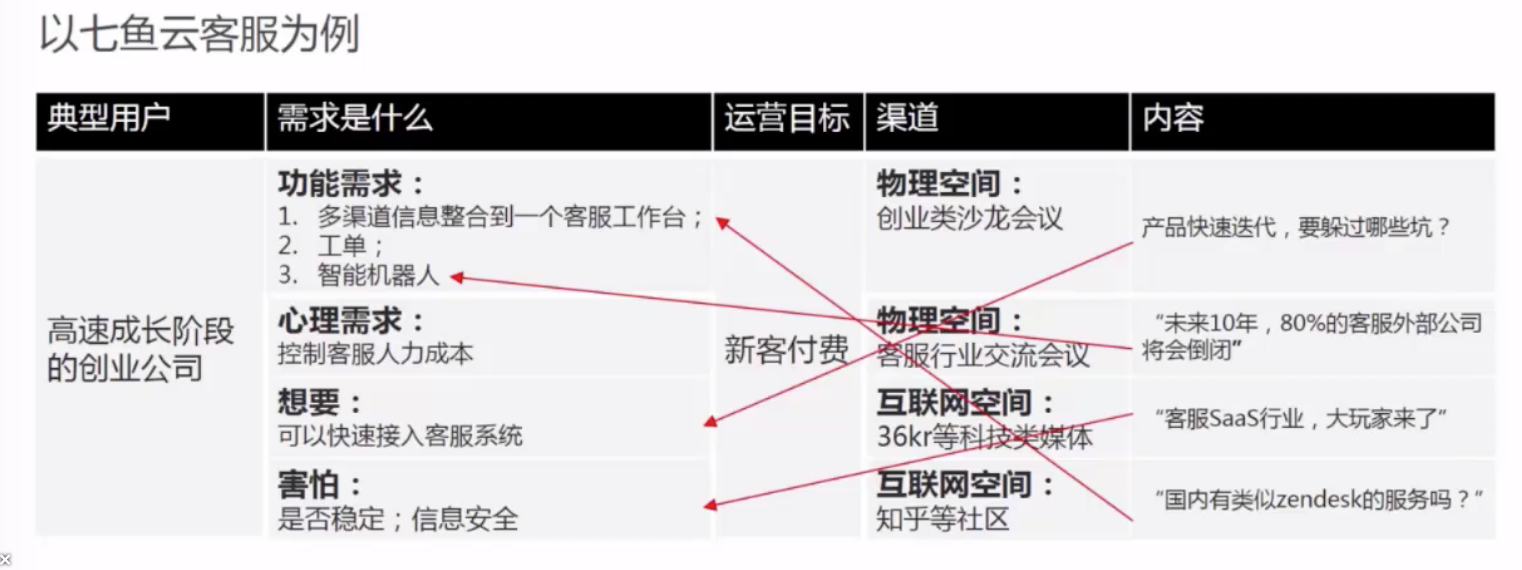 以七鱼云客服为例
典型用户
需求是什么
运营目标
渠道
内容
高速成长阶段
的创业公司
功能需求：
1. 多渠道信息整合到一个客服工作台；
2. 工单；
3. 智能机器人
心理需求：
控制客服人力成本
想要：
可以快速接入客服系统
害怕：
是否稳定；信息安全
新客付费
物理空间：
创业类沙龙会议
物理空间：
客服行业交流会议
互联网空间：
36kr等科技类媒体
互联网空间：
知乎等社区
产品快速迭代，要躲过哪些坑？
“未来10年，80%的客服外部公司
将会倒闭”
“客服SaaS行业，大玩家来了”
“国内有类似zendesk的服务吗？”